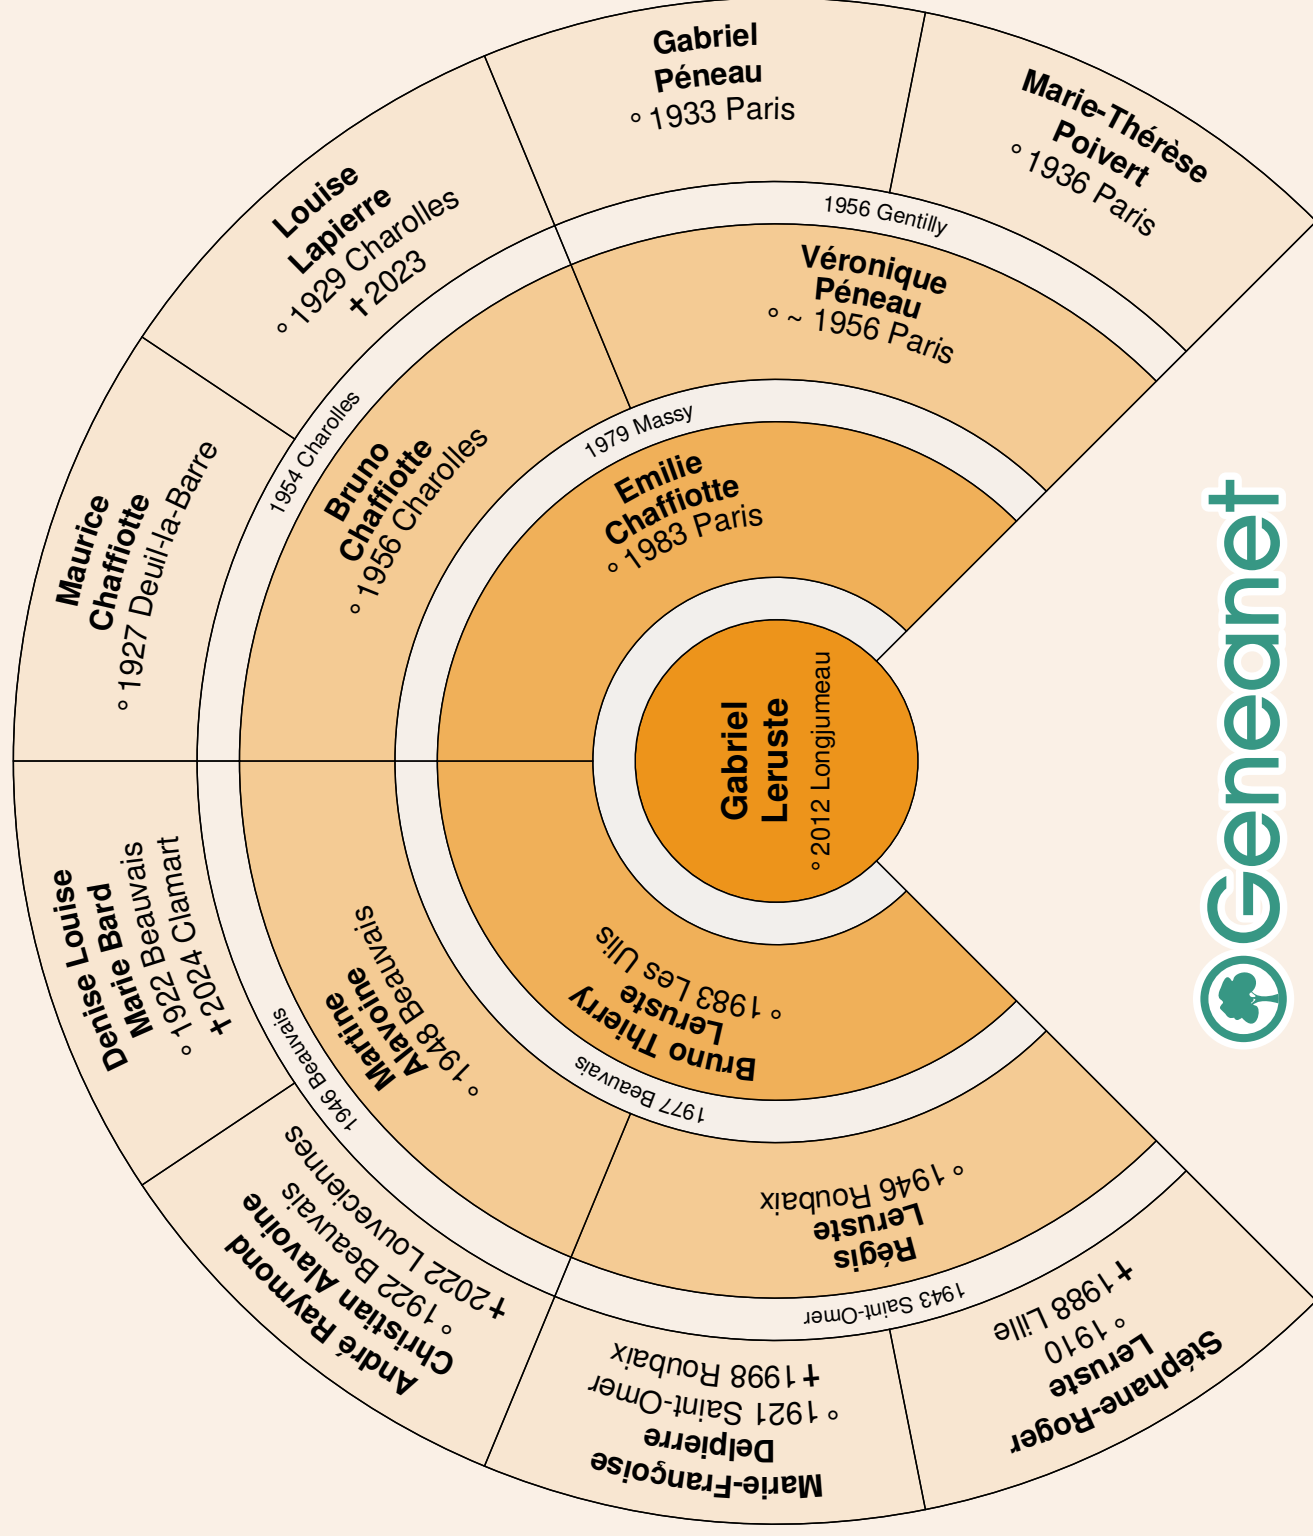 Gabriel
Leruste
°2012 Longjumeau
Bruno Thierry
Leruste
° 1983 Les Ulis
Emilie
Chaffiotte
° 1983 Paris
1977 Beauvais
1979 Massy
Régis
Leruste
° 1946 Roubaix
Martine
Alavoine
° 1948 Beauvais
Bruno
Chaffiotte
° 1956 Charolles
Véronique
Péneau
° ~ 1956 Paris
1943 Saint-Omer
1946 Beauvais
1954 Charolles
1956 Gentilly
Stéphane-Roger
Leruste
° 1910
✝1988 Lille
Marie-Françoise
Delpierre
° 1921 Saint-Omer
✝1998 Roubaix
André Raymond
Christian Alavoine
° 1922 Beauvais
✝2022 Louveciennes
Denise Louise
Marie Bard
° 1922 Beauvais
✝2024 Clamart
Maurice
Chaffiotte
° 1927 Deuil-la-Barre
Louise
Lapierre
° 1929 Charolles
✝2023
Gabriel
Péneau
° 1933 Paris
Marie-Thérèse
Poivert
° 1936 Paris
Geneanet